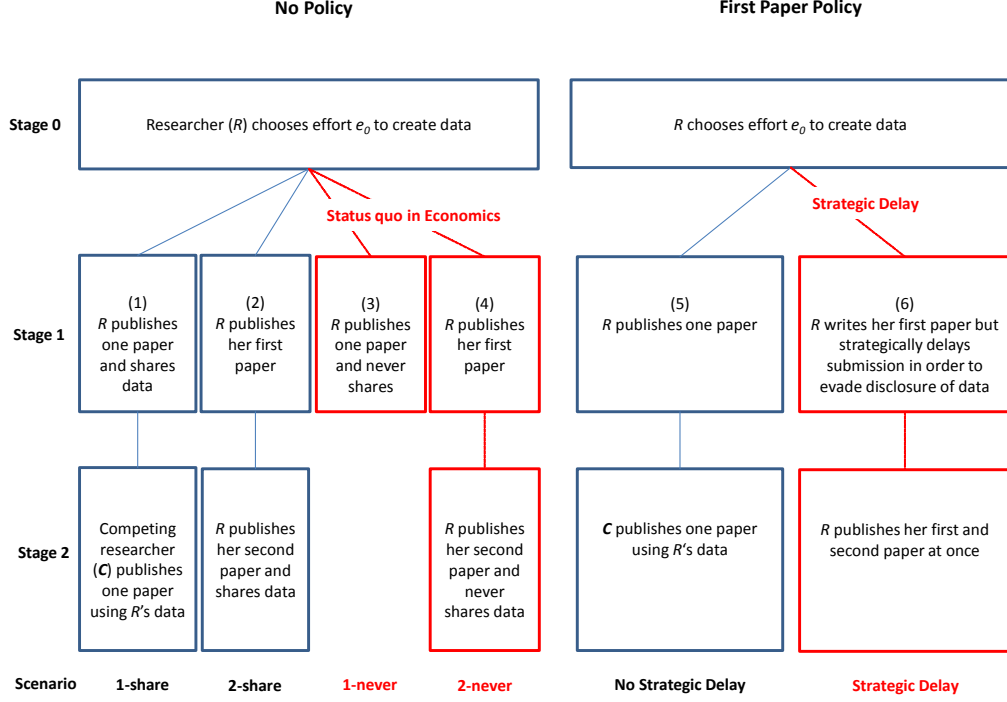 No Policy
First Paper Policy
Stage 0
Researcher (R) chooses effort e0 to create data
R chooses effort e0 to create data
Status quo in Economics
Strategic Delay
Stage 1
(1)
R publishes
one paper
and shares
data
(2)
R publishes
her first
paper
(3)
R publishes
one paper
and never
shares
(4)
R publishes
her first
paper
(5)
R publishes one paper
(6)
R writes her first paper but
strategically delays
submission in order to
evade disclosure of data
Stage 2
Competing
researcher
(C) publishes
one paper
using R's data
R publishes
her second
paper and
shares data
R publishes
her second
paper and
never
shares data
C publishes one paper
using R's data
R publishes her first and
second paper at once
Scenario
1-share
2-share
1-never
2-never
No Strategic Delay
Strategic Delay